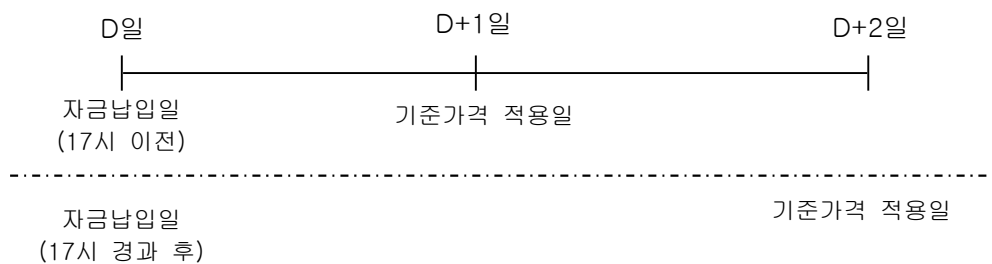 D일 D+1일 D+2일
자금납입일 기준가격 적용일
(17시 이전)
자금납입일 기준가격 적용일
(17시 경과 후)